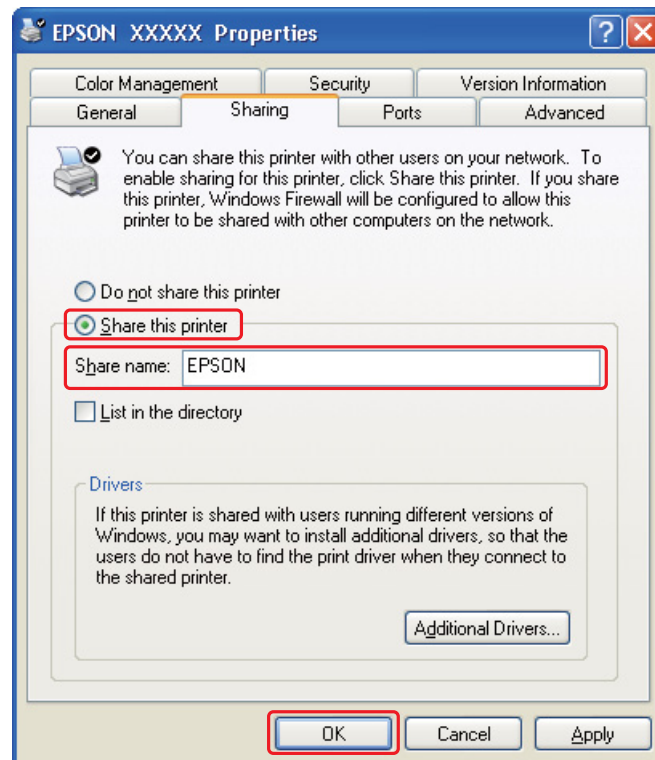 EPSON XXXXX Properties
Color Management Security Version Information
General Sharing Ports Advanced
You can share this printer with other users on your network. To
enable sharing for this printer, click Share this printer. If you share
this printer, Windows Firewall will be configured to allow this
printer to be shared with other computers on the network.
Do not share this printer
Share this printer
Share name: EPSON
List in the directory
Drivers
If this printer is shared with users running different versions of
Windows, you may want to install additional drivers, so that the
users do not have to find the print driver when they connect to
the shared printer.
Additional Drivers...
OK Cancel Apply